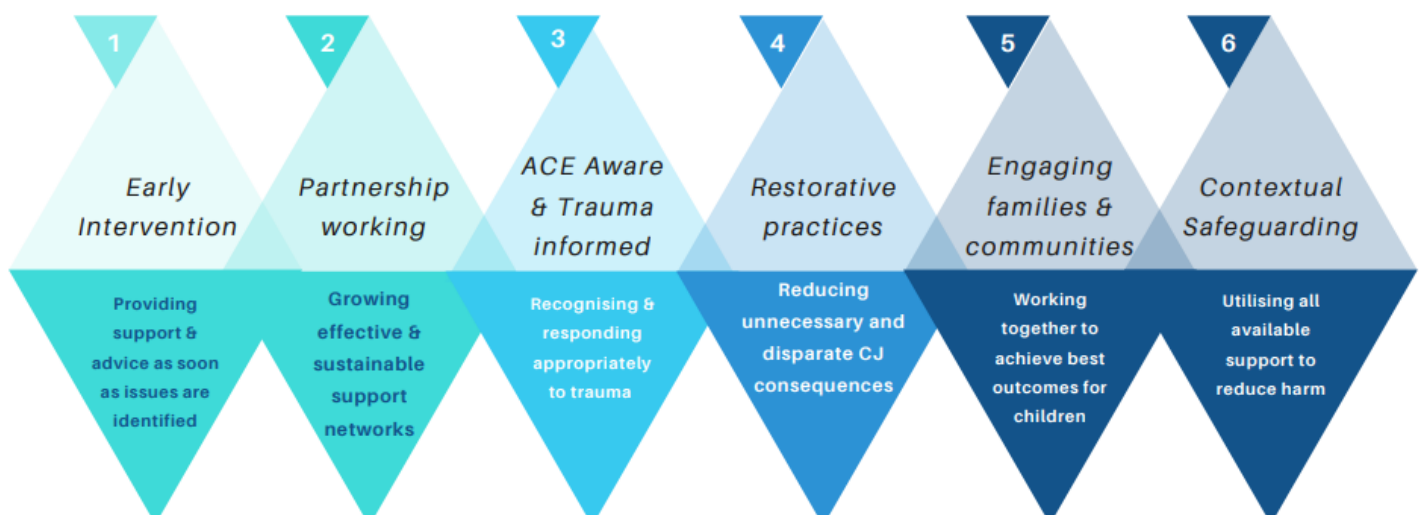 1
Early
Intervention
Providing
support &
advice as soon
as issues are
identified
2
Partnership
working
Growing
effective &
sustainable
support
networks
3
ACE Aware
& Trauma
informed
Recognising &
responding
appropriately
to trauma
4
Restorative
practices
Reducing
unnecessary and
disparate CJ
consequences
5
Engaging
families &
communities
Working
together to
achieve best
outcomes for
children
6
Contextual
Safeguarding
Utilising all
available
support to
reduce harm